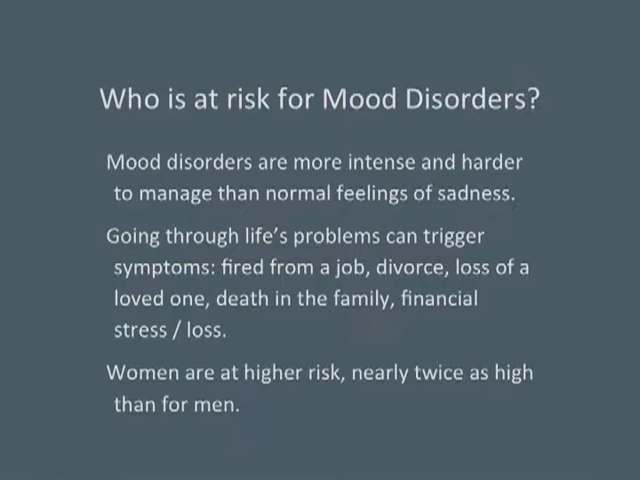 Who is at risk for Mood Disorders?
Mood disorders are more intense and harder
to manage than normal feelings of sadness.
Going through life’s problems can trigger
symptoms: fired from a job, divorce, loss of a
loved one, death in the family, financial
stress / loss.
Women are at higher risk, nearly twice as high
than for men.